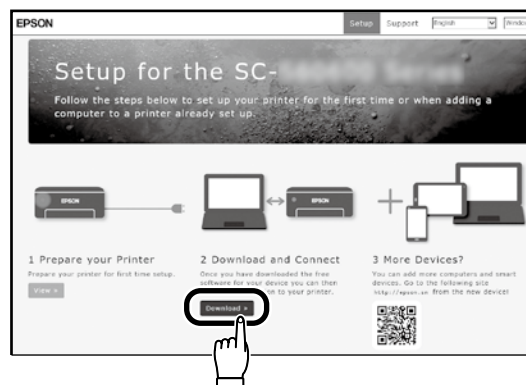 EPSON
Setup Support English Window
Setup for the SC-
Follow the steps below to set up your printer for the first time or when adding a
computer to a printer already set up.
EPSON
EPSON
1 Prepare your Printer
Prepare your printer for first time setup.
View »
2 Download and Connect
Once you have downloaded the free
software for your device you can then
on to your printer.
Download »
3 More Devices?
You can add more computers and smart
devices. Go to the following site
http://epson.sn from the new device!